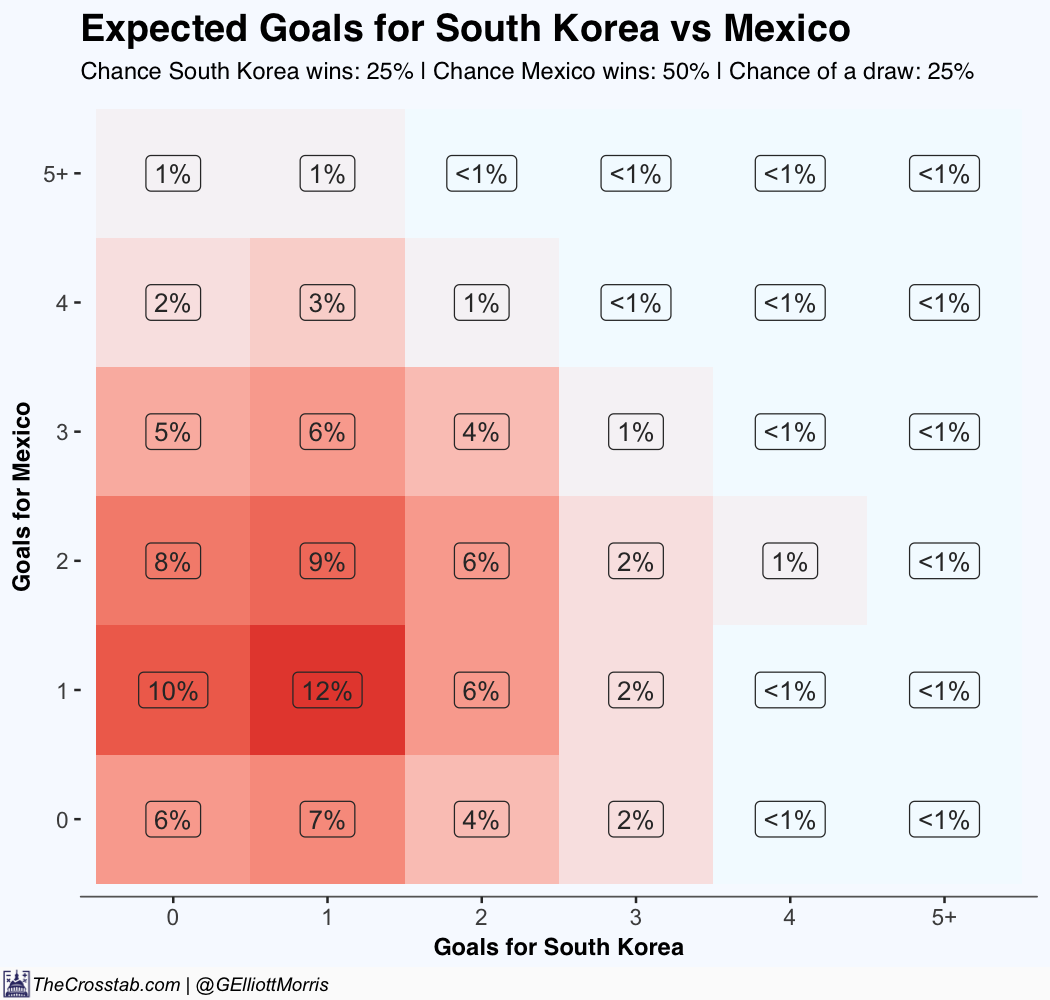 Expected Goals for South Korea vs Mexico
Chance South Korea wins: 25% | Chance Mexico wins: 50% | Chance of a draw: 25%
Goals for Mexico
5+ 1% 1% <1% <1% <1% <1%
4 2% 3% 1% <1% <1% <1%
3 5% 6% 4% 1% <1% <1%
2 8% 9% 6% 2% 1% <1%
1 10% 12% 6% 2% <1% <1%
0 6% 7% 4% 2% <1% <1%
0 1 2 3 4 5+
Goals for South Korea
TheCrosstab.com | @GElliottMorris